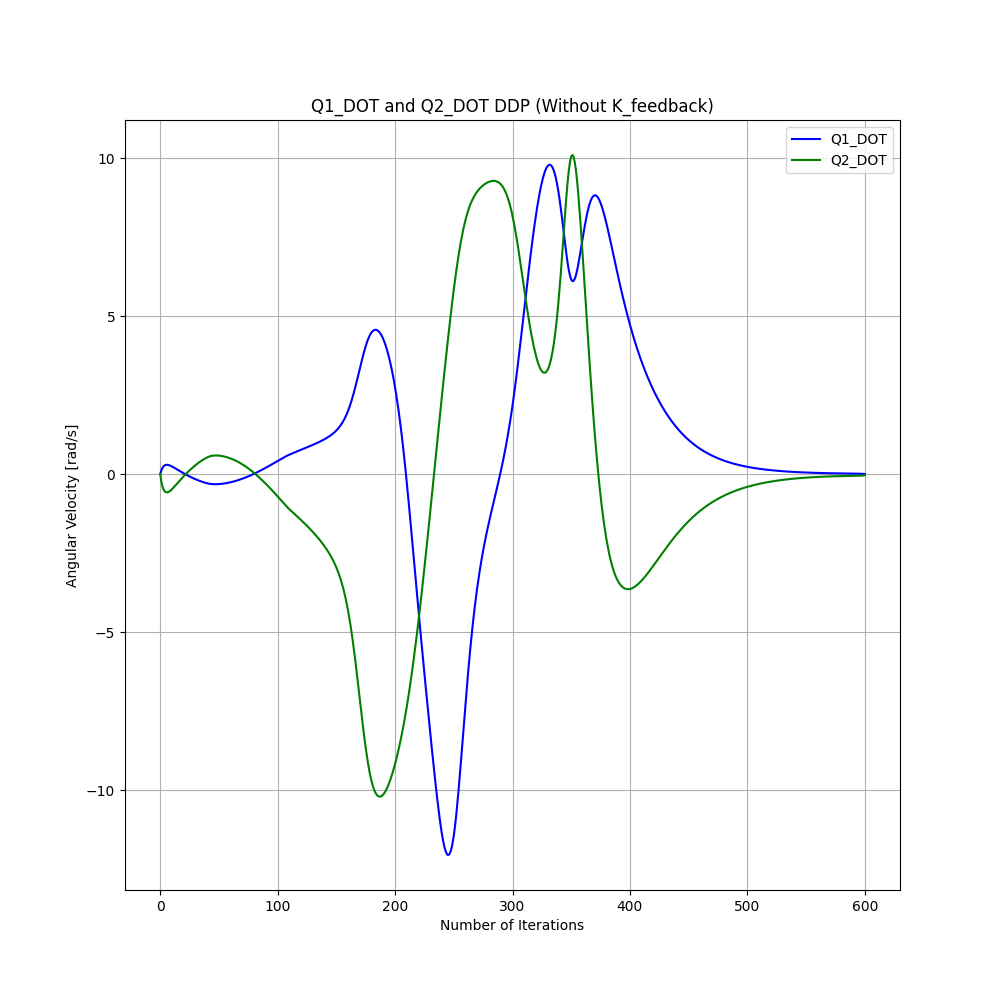 Q1_DOT and Q2_DOT DDP (Without K_feedback)
Q1_DOT
Q2_DOT
10
5
0
−5
−10
Angular Velocity [rad/s]
0 100 200 300 400 500 600
Number of Iterations